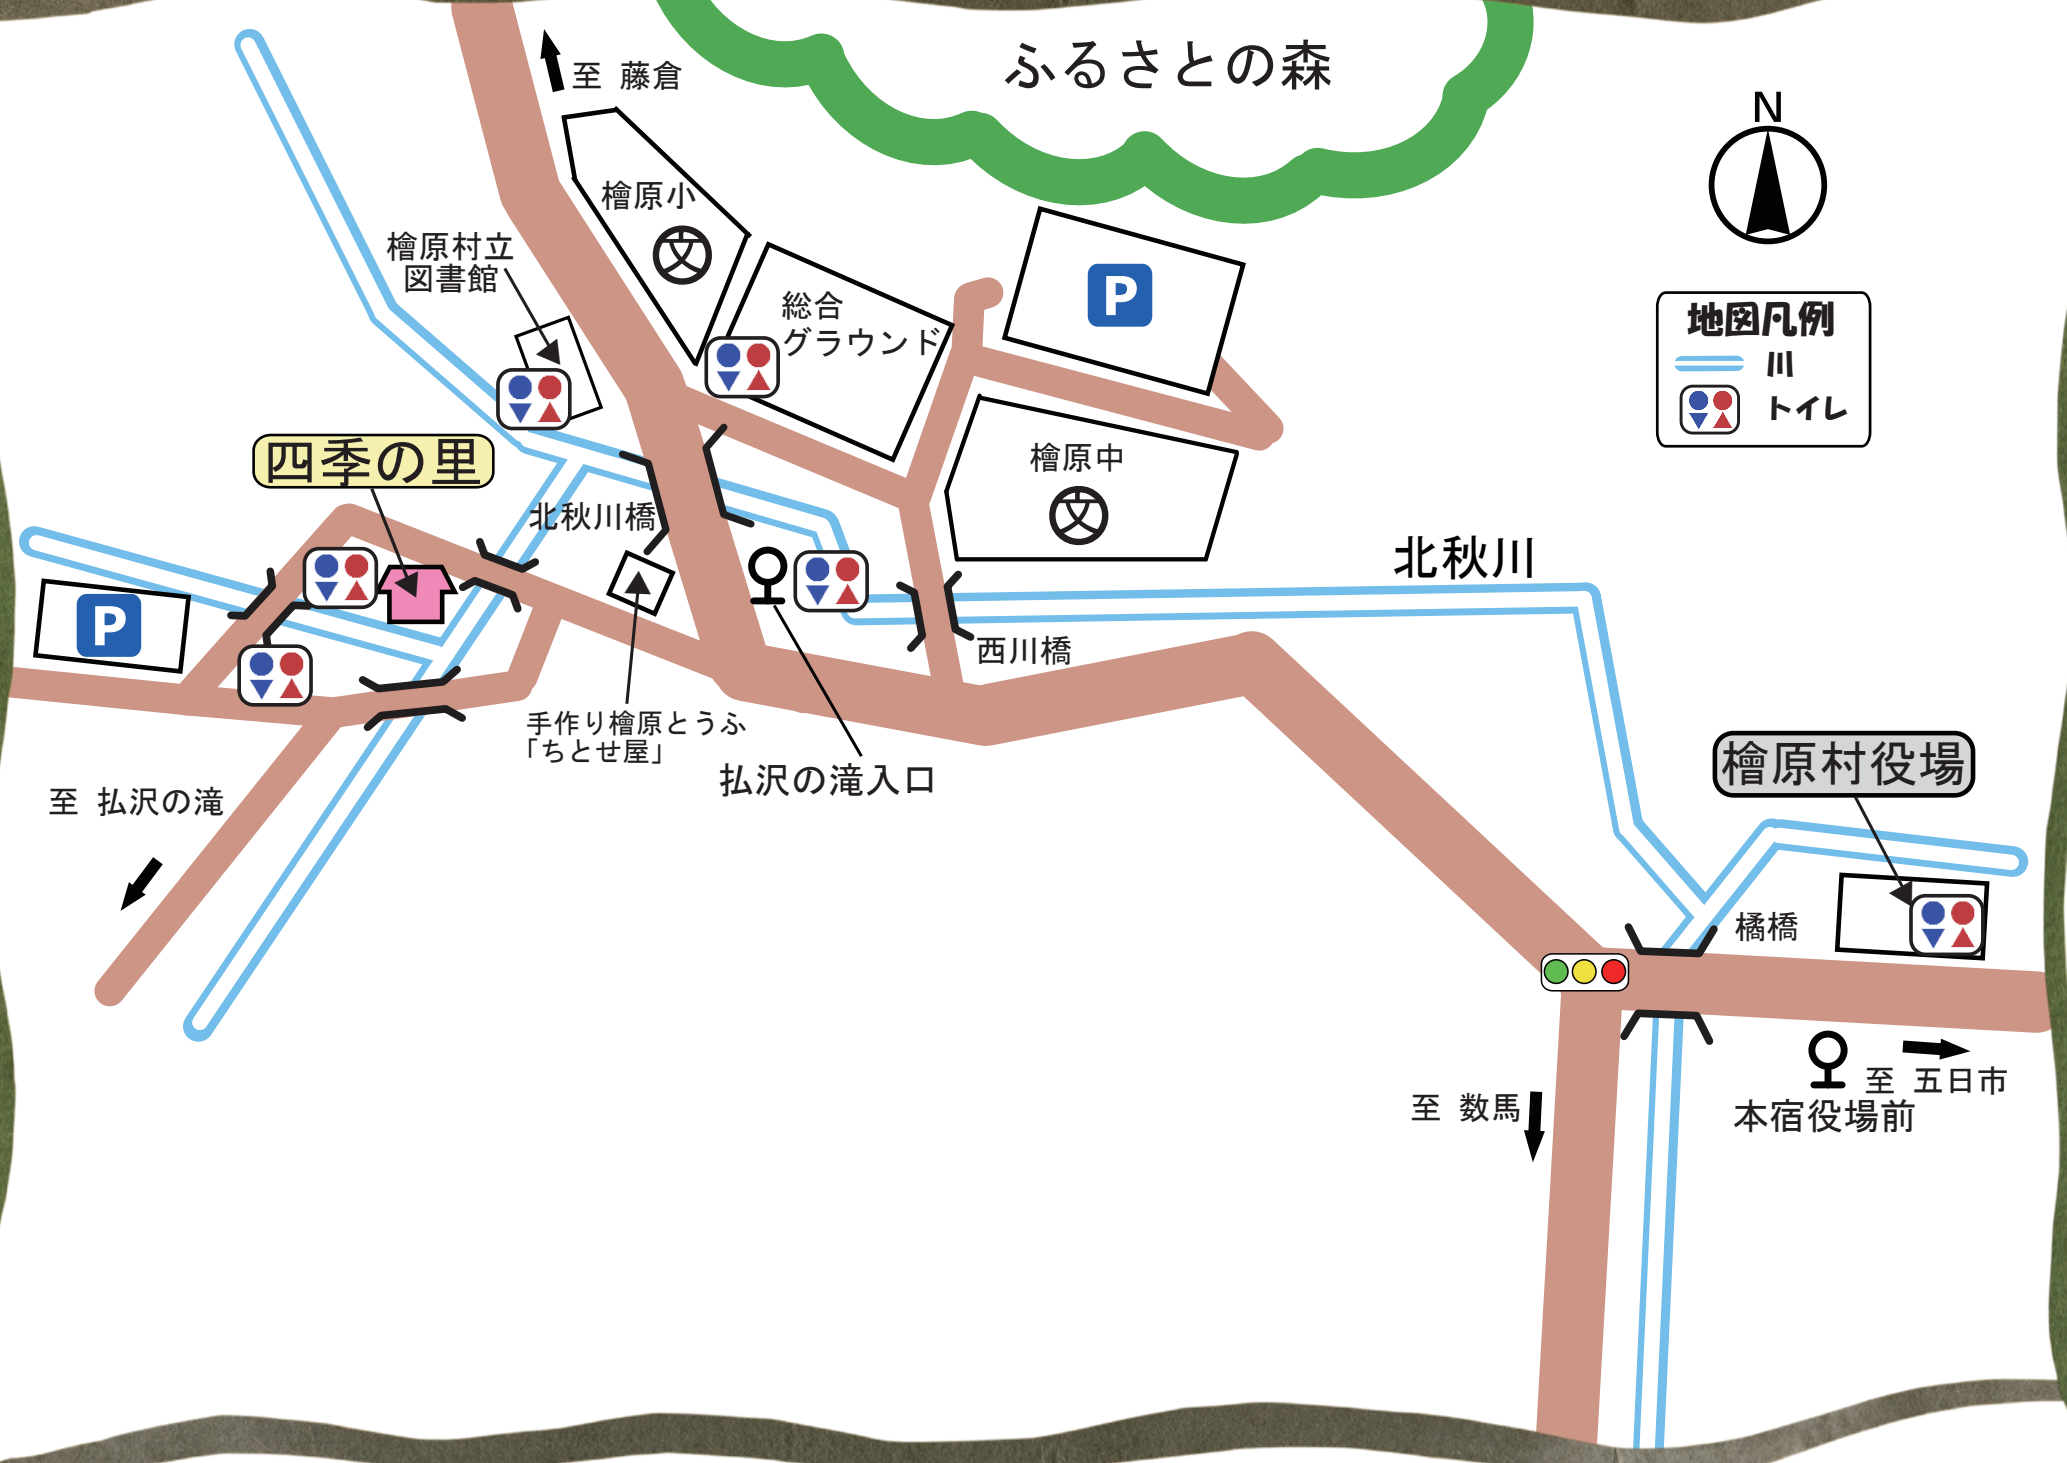 ふるさとの森
至 藤倉
N
檜原小
文
檜原村立
図書館
総合
グラウンド
P
地図凡例
川
トイレ
四季の里
檜原中
文
北秋川橋
北秋川
P
西川橋
手作り檜原とうふ
「ちとせ屋」
払沢の滝入口
檜原村役場
至 払沢の滝
橘橋
至 五日市
至 数馬
本宿役場前